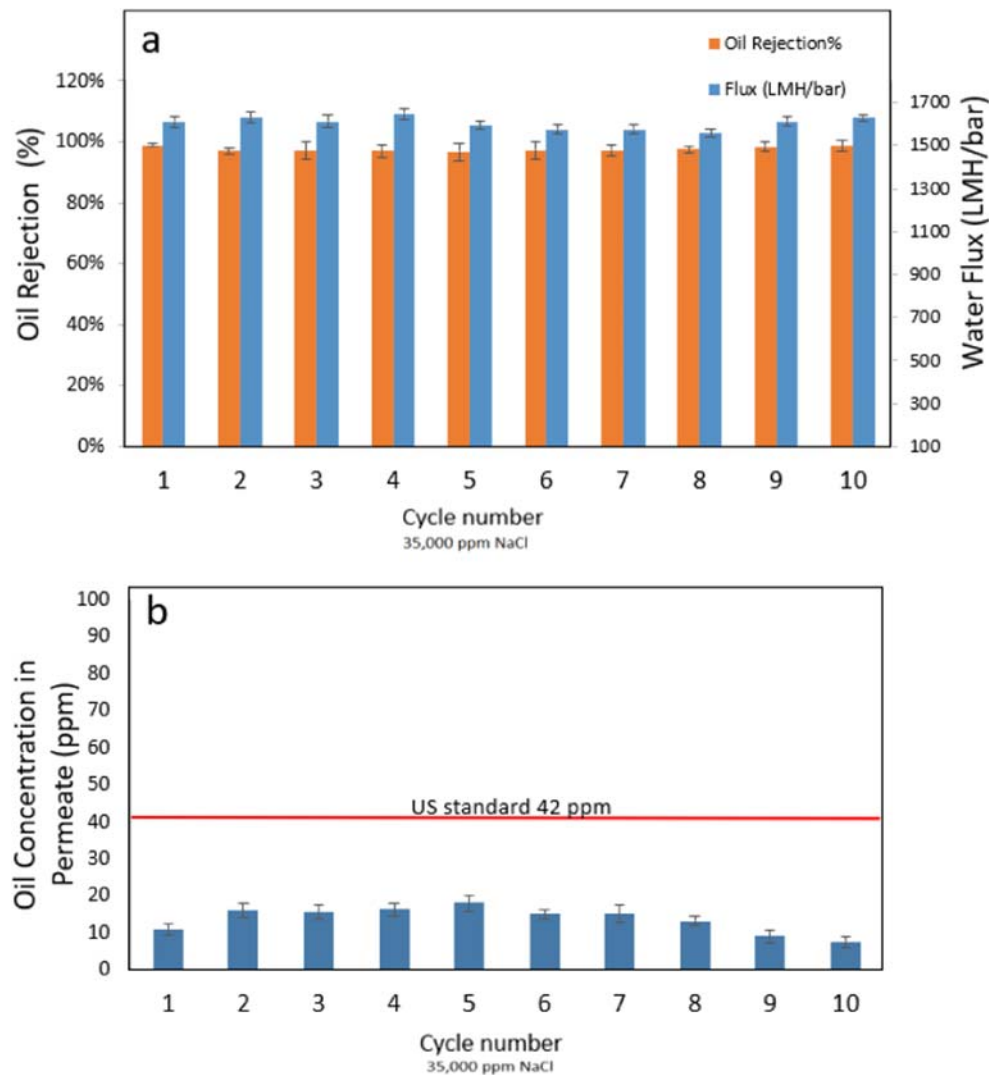 a
Oil Rejection%
Flux (LMH/bar)
Oil Rejection (%)
120%
100%
80%
60%
40%
20%
0%
Water Flux (LMH/bar)
1700
1500
1300
1100
900
700
500
300
100
1 2 3 4 5 6 7 8 9 10
Cycle number
35,000 ppm NaCl
b
Oil Concentration in
Permeate (ppm)
100
90
80
70
60
50
40
30
20
10
0
US standard 42 ppm
1 2 3 4 5 6 7 8 9 10
Cycle number
35,000 ppm NaCl